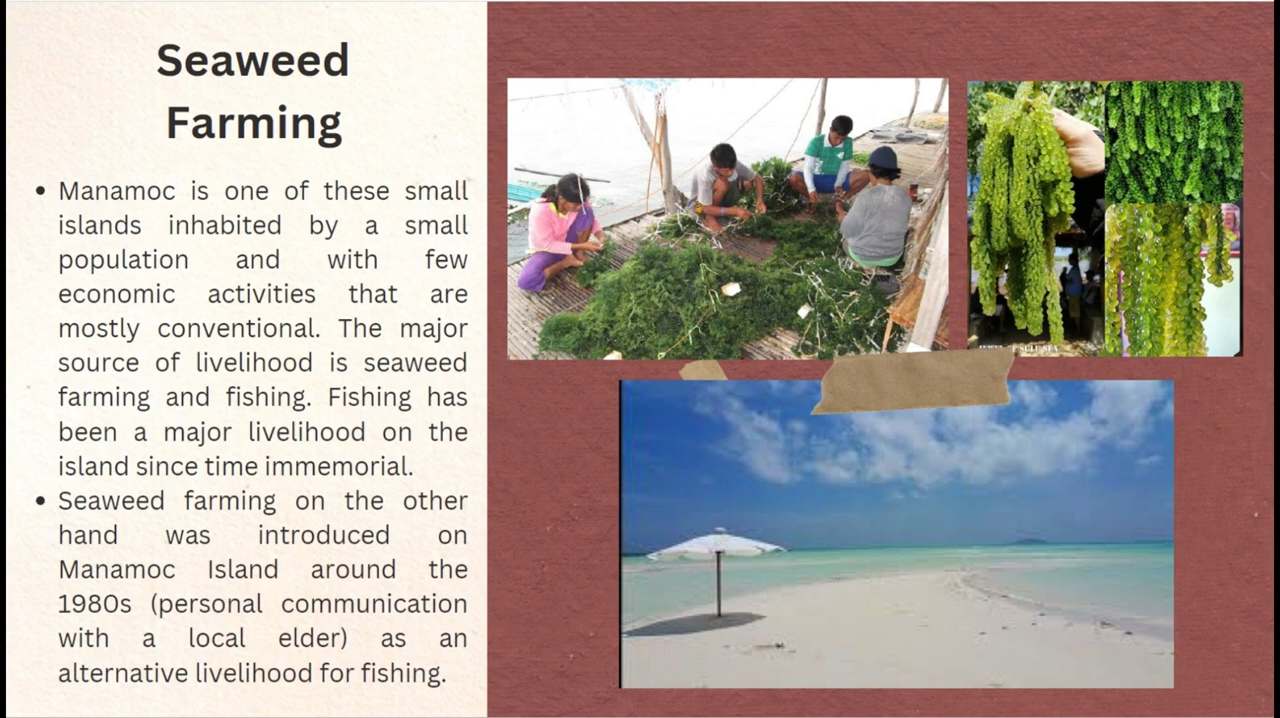 Seaweed
Farming
• Manamoc is one of these small
islands inhabited by a small
population and with few
economic activities that are
mostly conventional. The major
source of livelihood is seaweed
farming and fishing. Fishing has
been a major livelihood on the
island since time immemorial.
• Seaweed farming on the other
hand was introduced on
Manamoc Island around the
1980s (personal communication
with a local elder) as an
alternative livelihood for fishing.
SULU SEA